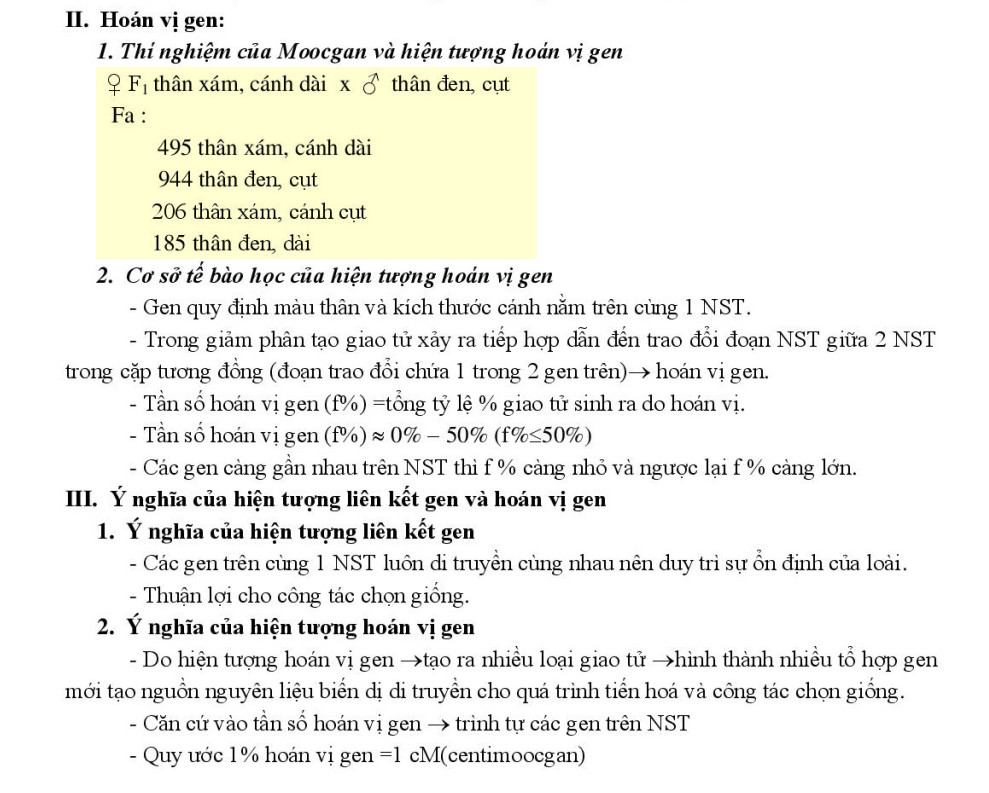 II. Hoán vị gen:
1. Thí nghiệm của Moocgan và hiện tượng hoán vị gen
♀ F₁ thân xám, cánh dài x ♂ thân đen, cụt
Fa :
495 thân xám, cánh dài
944 thân đen, cụt
206 thân xám, cánh cụt
185 thân đen, dài
2. Cơ sở tế bào học của hiện tượng hoán vị gen
- Gen quy định màu thân và kích thước cánh nằm trên cùng 1 NST.
- Trong giảm phân tạo giao tử xảy ra tiếp hợp dẫn đến trao đổi đoạn NST giữa 2 NST
trong cặp tương đồng (đoạn trao đổi chứa 1 trong 2 gen trên)→ hoán vị gen.
- Tần số hoán vị gen (f%) =tổng tỷ lệ % giao tử sinh ra do hoán vị.
- Tần số hoán vị gen (f%) ≈ 0% – 50% (f%≤50%)
- Các gen càng gần nhau trên NST thì f % càng nhỏ và ngược lại f % càng lớn.
III. Ý nghĩa của hiện tượng liên kết gen và hoán vị gen
1. Ý nghĩa của hiện tượng liên kết gen
- Các gen trên cùng 1 NST luôn di truyền cùng nhau nên duy trì sự ổn định của loài.
- Thuận lợi cho công tác chọn giống.
2. Ý nghĩa của hiện tượng hoán vị gen
- Do hiện tượng hoán vị gen →tạo ra nhiều loại giao tử →hình thành nhiều tổ hợp gen
mới tạo nguồn nguyên liệu biến dị di truyền cho quá trình tiến hoá và công tác chọn giống.
- Căn cứ vào tần số hoán vị gen → trình tự các gen trên NST
- Quy ước 1% hoán vị gen =1 cM(centimoocgan)